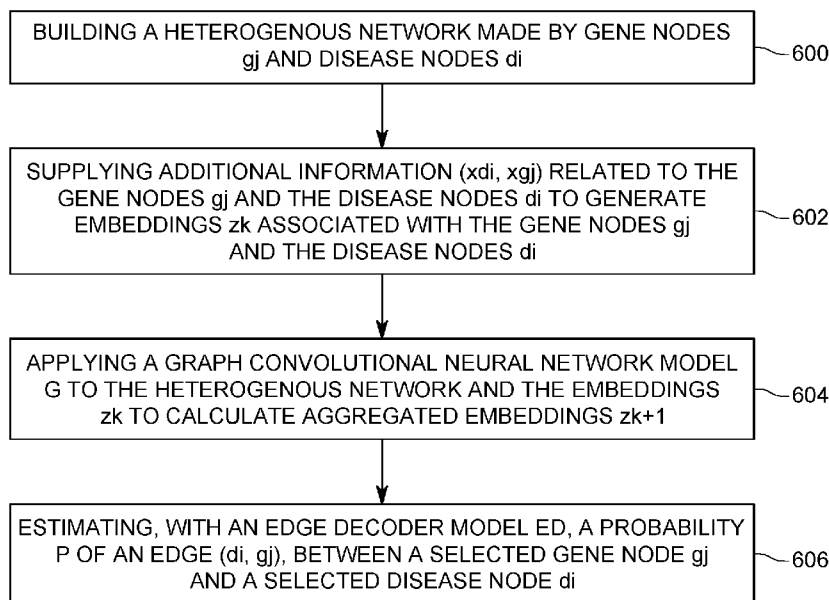 BUILDING A HETEROGENOUS NETWORK MADE BY GENE NODES
gj AND DISEASE NODES di
600
SUPPLYING ADDITIONAL INFORMATION (xdi, xgj) RELATED TO THE
GENE NODES gj AND THE DISEASE NODES di TO GENERATE
EMBEDDINGS zk ASSOCIATED WITH THE GENE NODES gj
AND THE DISEASE NODES di
602
APPLYING A GRAPH CONVOLUTIONAL NEURAL NETWORK MODEL
G TO THE HETEROGENOUS NETWORK AND THE EMBEDDINGS
zk TO CALCULATE AGGREGATED EMBEDDINGS zk+1
604
ESTIMATING, WITH AN EDGE DECODER MODEL ED, A PROBABILITY
P OF AN EDGE (di, gj), BETWEEN A SELECTED GENE NODE gj
AND A SELECTED DISEASE NODE di
606